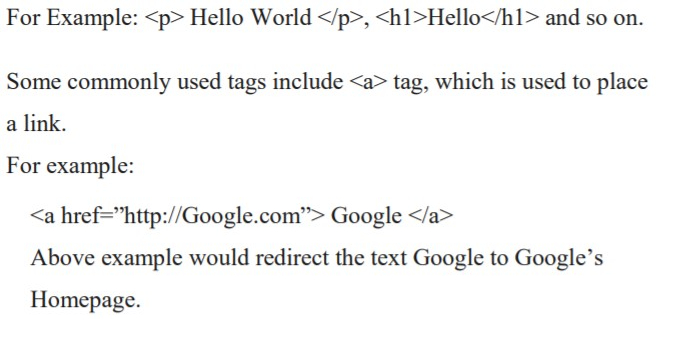 For Example: <p> Hello World </p>, <h1>Hello</h1> and so on.
Some commonly used tags include <a> tag, which is used to place
a link.
For example:
<a href=”http://Google.com”> Google </a>
Above example would redirect the text Google to Google’s
Homepage.